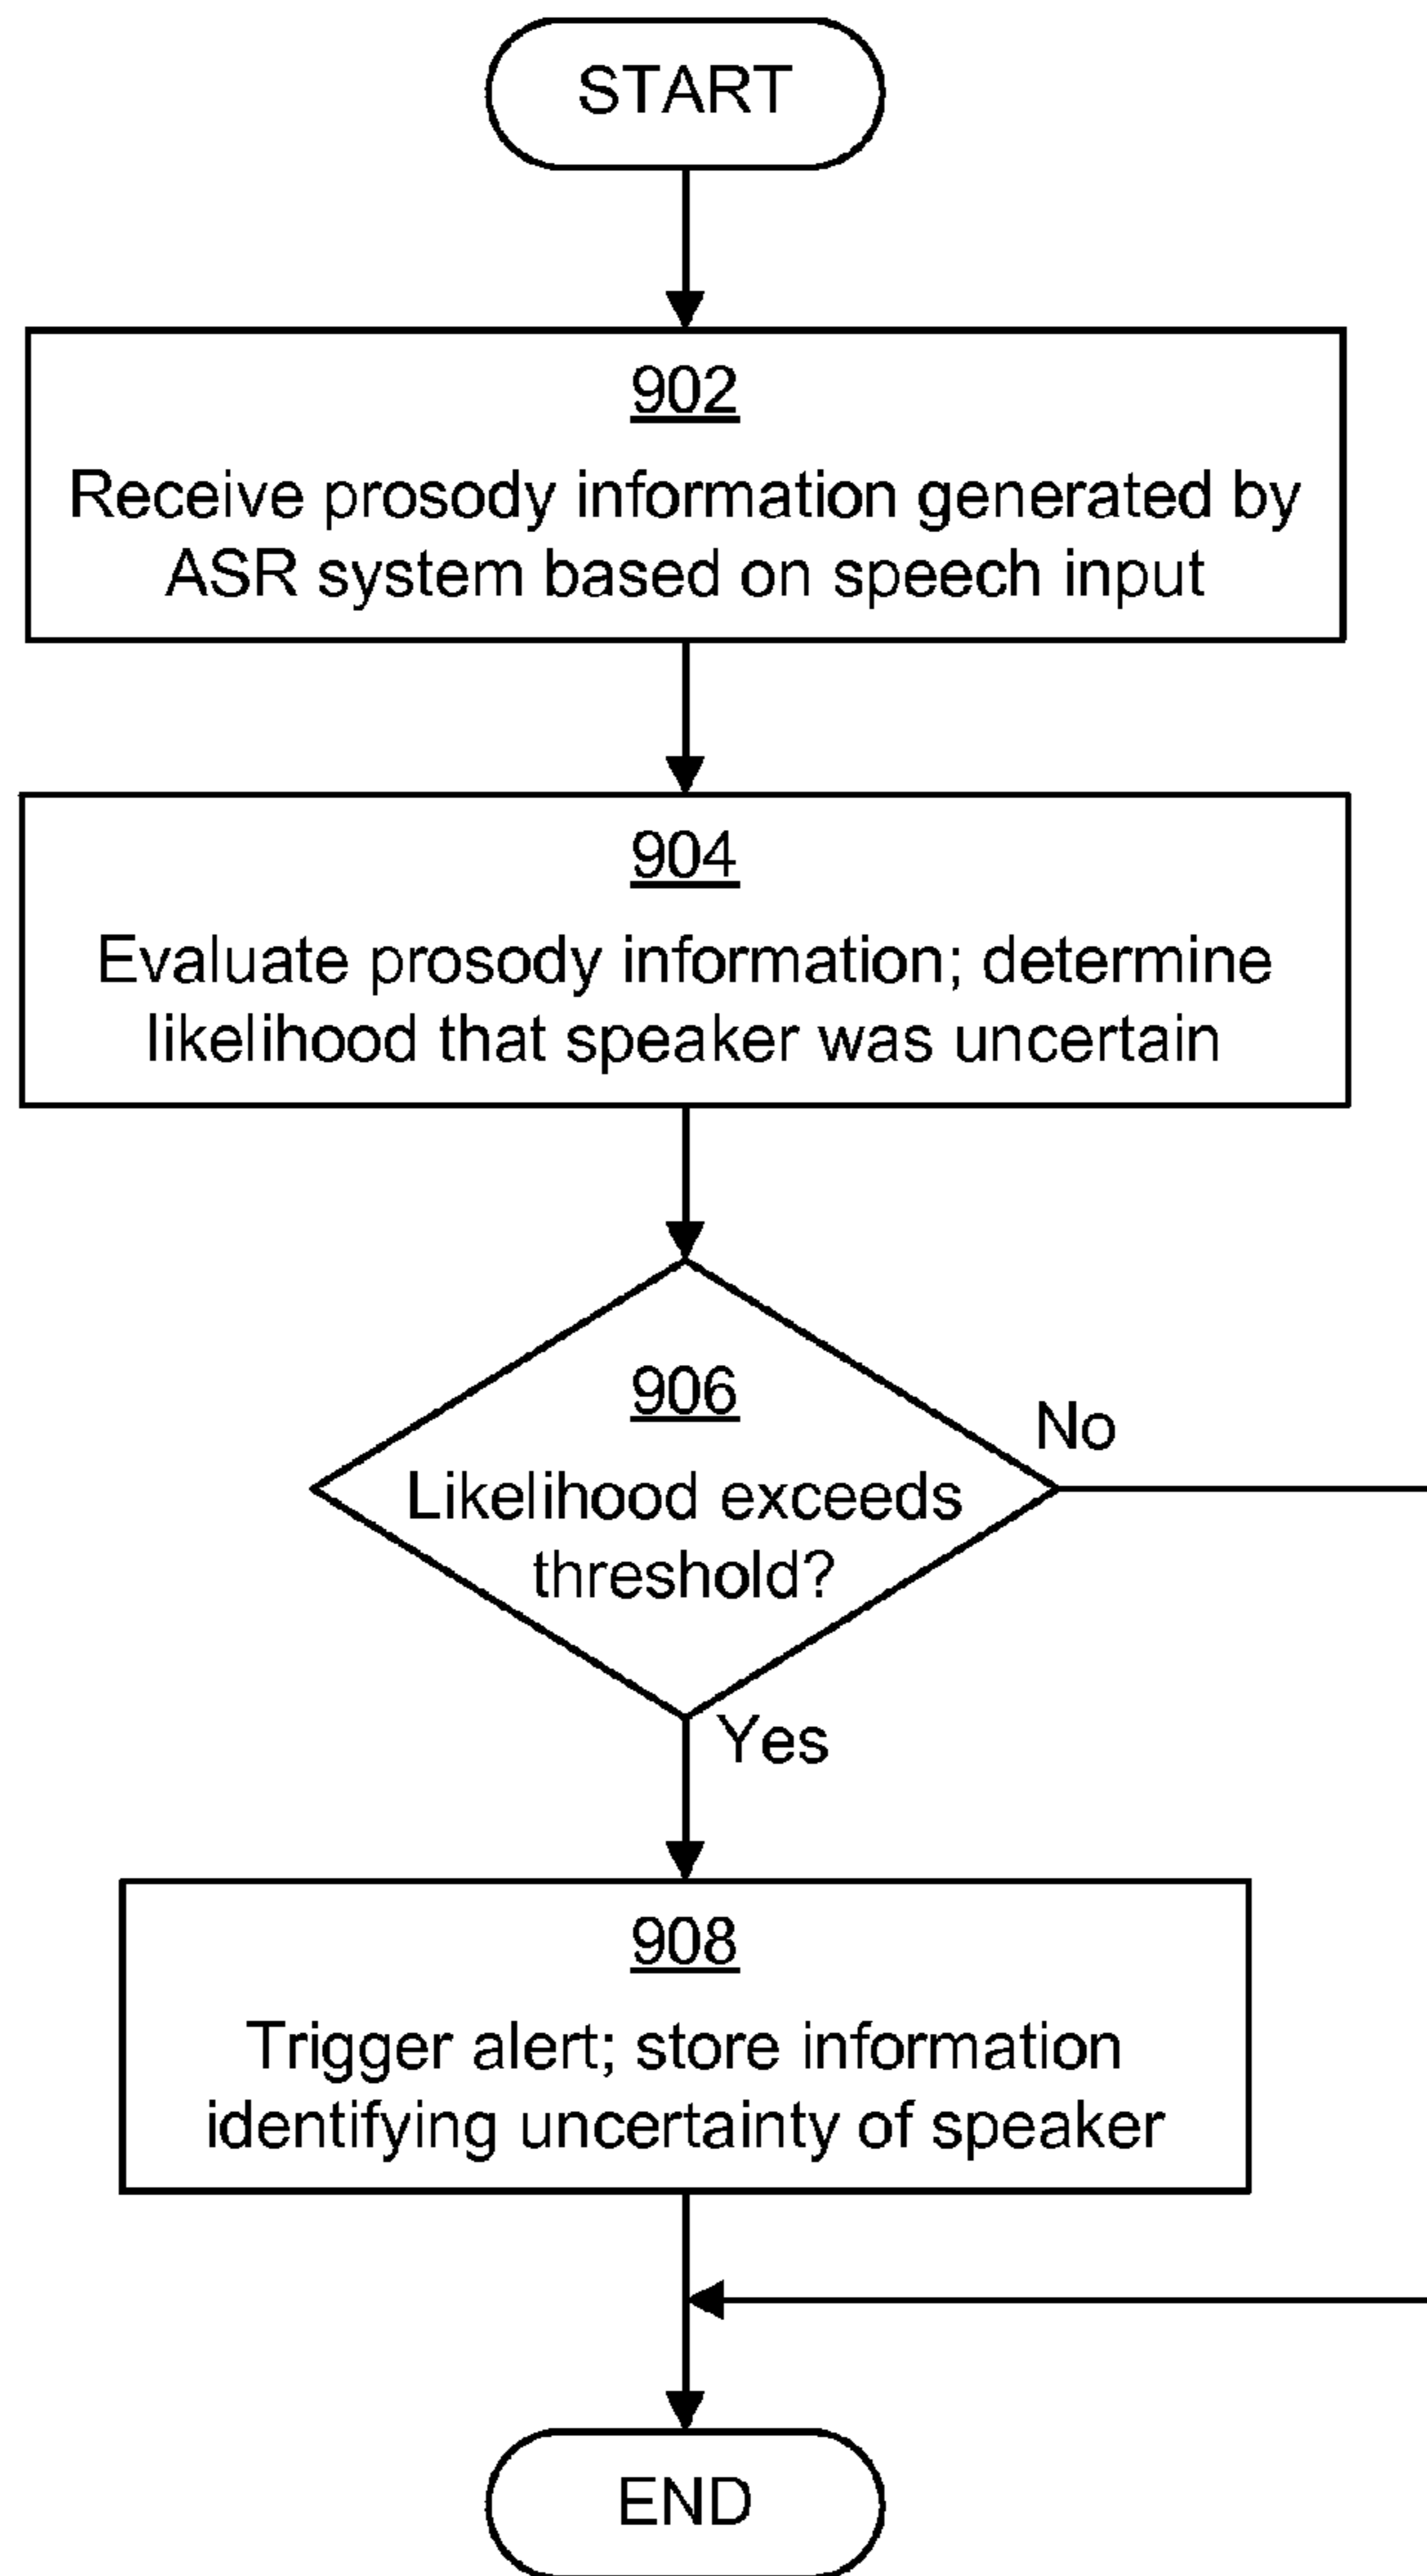 START
902
Receive prosody information generated by
ASR system based on speech input
904
Evaluate prosody information; determine
likelihood that speaker was uncertain
906
Likelihood exceeds
threshold?
No
Yes
908
Trigger alert; store information
identifying uncertainty of speaker
END